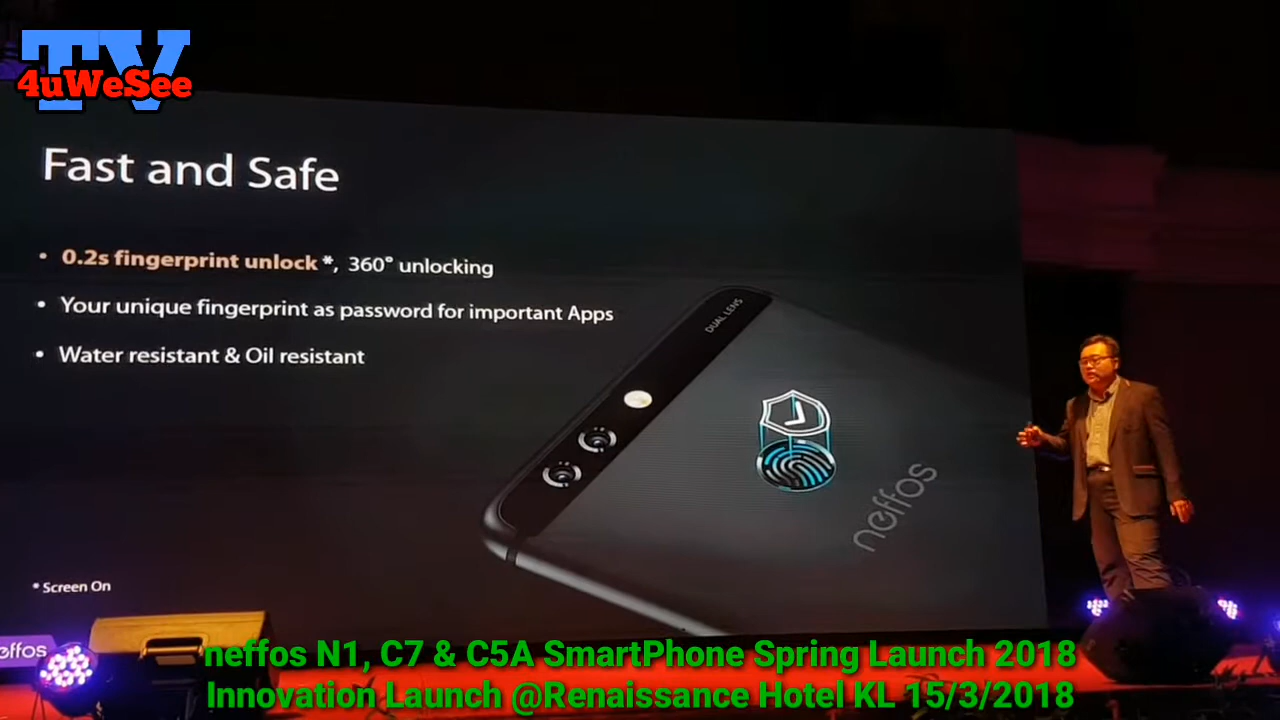 TV
4uWeSee
Fast and Safe
• 0.2s fingerprint unlock *, 360° unlocking
• Your unique fingerprint as password for important Apps
• Water resistant & Oil resistant
DUAL LENS
neffos
* Screen On
effos
neffos N1, C7 & C5A SmartPhone Spring Launch 2018
Innovation Launch @Renaissance Hotel KL 15/3/2018